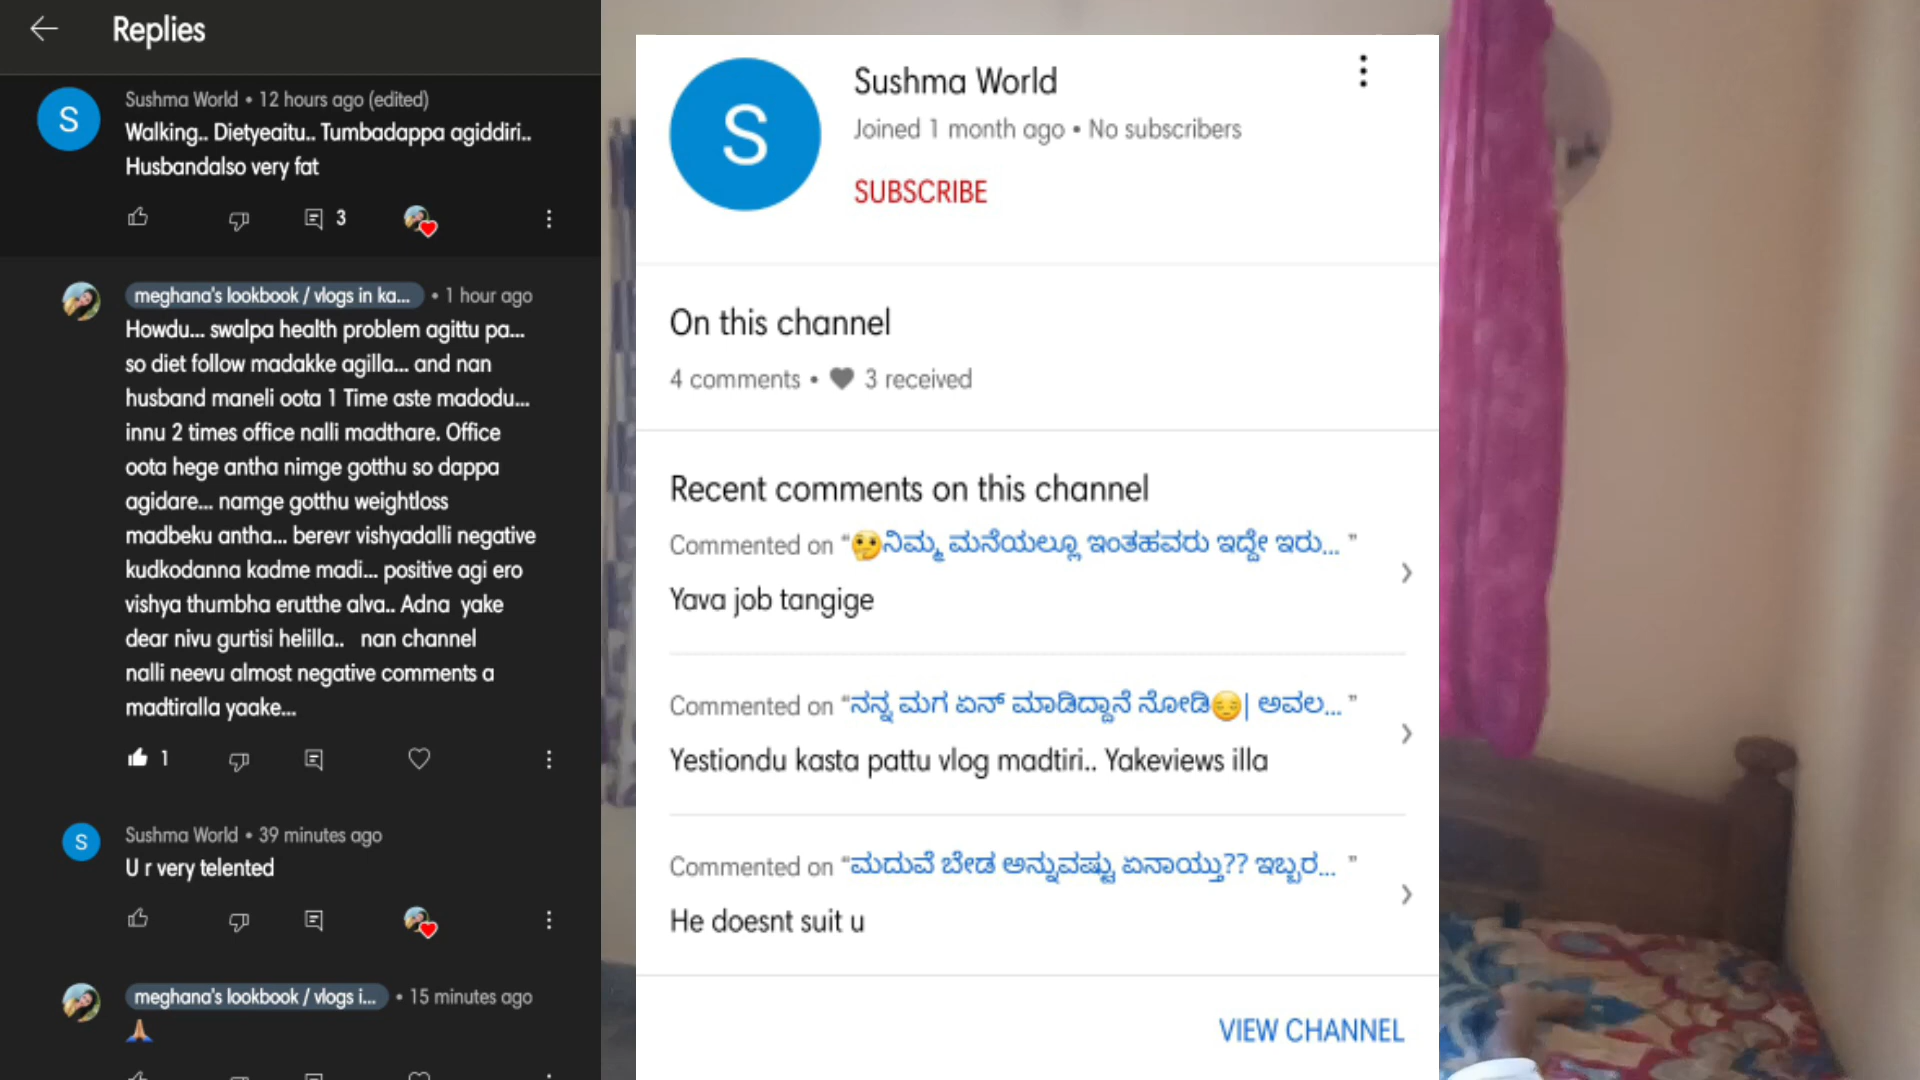 Replies
Sushma World • 12 hours ago (edited)
Walking.. Dietyeaitu.. Tumbadappa agiddiri..
Husbandalso very fat
3
meghana's lookbook / vlogs in ka... • 1 hour ago
Howdu... swalpa health problem agittu pa...
so diet follow madakke agilla... and nan
husband maneli oota 1 Time aste madodu...
innu 2 times office nalli madthare. Office
oota hege antha nimge gotthu so dappa
agidare... namge gotthu weightloss
madbeku antha... berevr vishyadalli negative
kudkodanna kadme madi... positive agi ero
vishya thumbha erutthe alva.. Adna yake
dear nivu gurtisi helilla.. nan channel
nalli neevu almost negative comments a
madtiralla yaake...
1
Sushma World • 39 minutes ago
U r very telented
meghana's lookbook / vlogs i... • 15 minutes ago
🙏
S
Sushma World
Joined 1 month ago • No subscribers
SUBSCRIBE
On this channel
4 comments • ♥ 3 received
Recent comments on this channel
Commented on “🤔ನಿಮ್ಮ ಮನೆಯಲ್ಲೂ ಇಂತಹವರು ಇದ್ದೇ ಇರು... ”
Yava job tangige
Commented on “ನನ್ನ ಮಗ ಏನ್ ಮಾಡಿದ್ದಾನೆ ನೋಡಿ😔| ಅವಲ... ”
Yestiondu kasta pattu vlog madtiri.. Yakeviews illa
Commented on “ಮದುವೆ ಬೇಡ ಅನ್ನುವಷ್ಟು ಏನಾಯ್ತು?? ಇಬ್ಬರ... ”
He doesnt suit u
VIEW CHANNEL